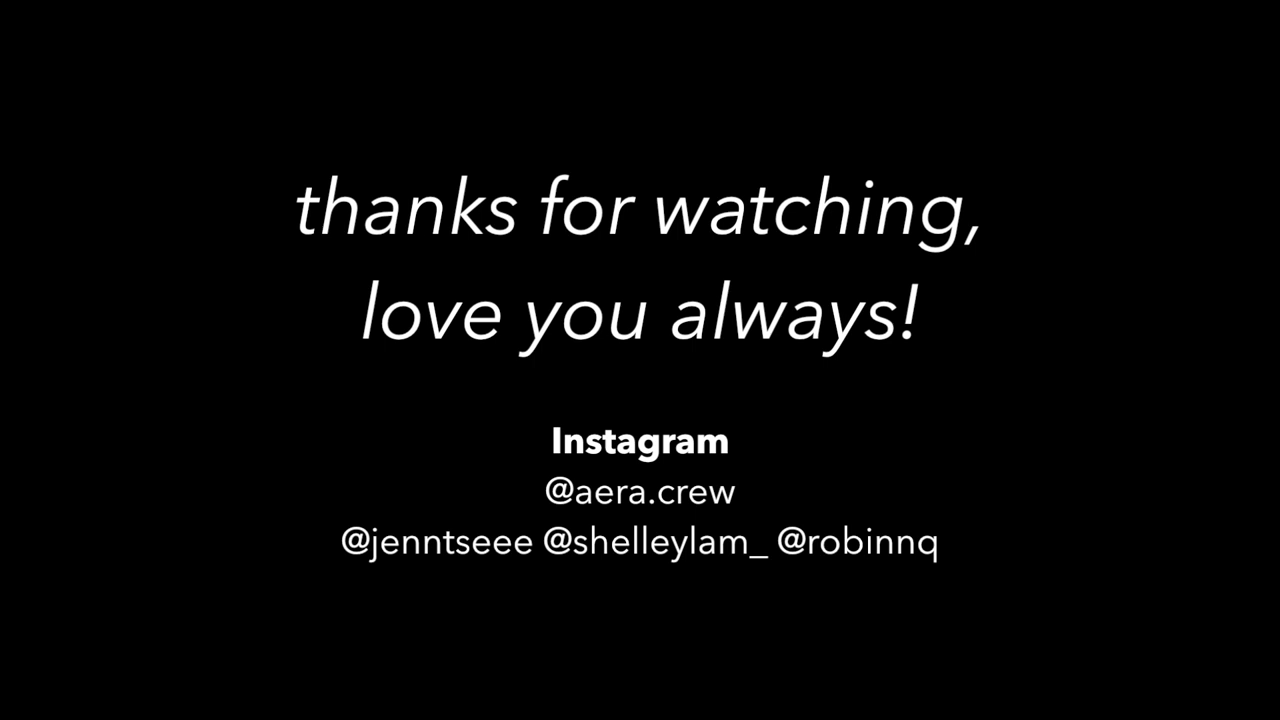 thanks for watching,
love you always!
Instagram
@aera.crew
@jenntseee @shelleylam_ @robinnq